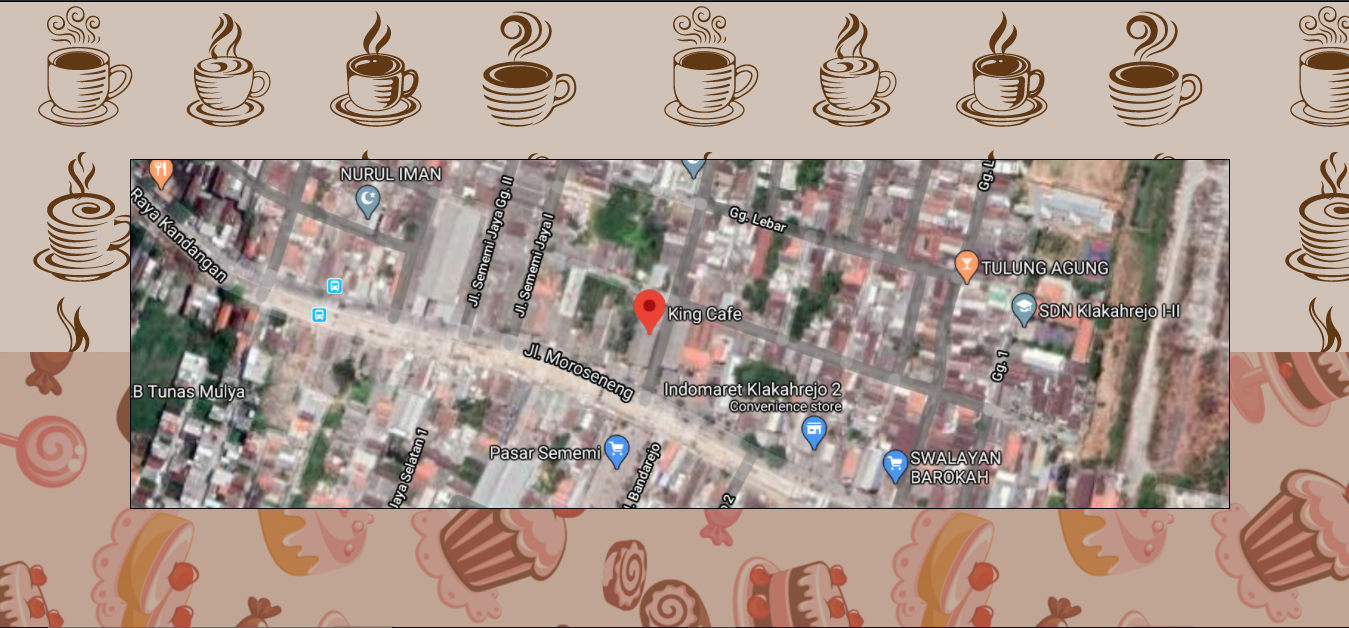 NURUL IMAN
Raya Kandangan
Jl. Sememi Jaya Gg. II
Jl. Sememi Jaya I
Gg. Lebar
Gg. L
TULUNG AGUNG
SDN Klakahrejo I-II
King Cafe
Jl. Moroseneng
Gg. 1
.B Tunas Mulya
Indomaret Klakahrejo 2
Convenience store
Pasar Sememi
SWALAYAN
BAROKAH
Jaya Selatan 1
l. Bandarejo
2